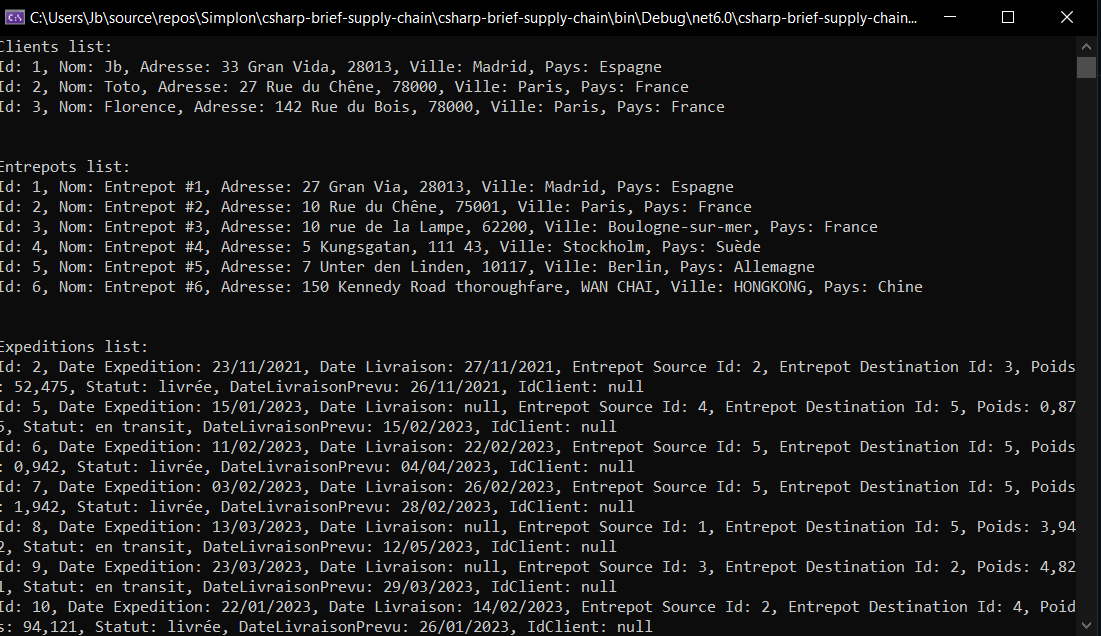 C:\Users\Jb\source\repos\Simplon\csharp-brief-supply-chain\csharp-brief-supply-chain\bin\Debug\net6.0\csharp-brief-supply-chain...
Clients list:
Id: 1, Nom: Jb, Adresse: 33 Gran Vida, 28013, Ville: Madrid, Pays: Espagne
Id: 2, Nom: Toto, Adresse: 27 Rue du Chêne, 78000, Ville: Paris, Pays: France
Id: 3, Nom: Florence, Adresse: 142 Rue du Bois, 78000, Ville: Paris, Pays: France
Entrepots list:
Id: 1, Nom: Entrepot #1, Adresse: 27 Gran Via, 28013, Ville: Madrid, Pays: Espagne
Id: 2, Nom: Entrepot #2, Adresse: 10 Rue du Chêne, 75001, Ville: Paris, Pays: France
Id: 3, Nom: Entrepot #3, Adresse: 10 rue de la Lampe, 62200, Ville: Boulogne-sur-mer, Pays: France
Id: 4, Nom: Entrepot #4, Adresse: 5 Kungsgatan, 111 43, Ville: Stockholm, Pays: Suède
Id: 5, Nom: Entrepot #5, Adresse: 7 Unter den Linden, 10117, Ville: Berlin, Pays: Allemagne
Id: 6, Nom: Entrepot #6, Adresse: 150 Kennedy Road thoroughfare, WAN CHAI, Ville: HONGKONG, Pays: Chine
Expeditions list:
Id: 2, Date Expedition: 23/11/2021, Date Livraison: 27/11/2021, Entrepot Source Id: 2, Entrepot Destination Id: 3, Poids
: 52,475, Statut: livrée, DateLivraisonPrevu: 26/11/2021, IdClient: null
Id: 5, Date Expedition: 15/01/2023, Date Livraison: null, Entrepot Source Id: 4, Entrepot Destination Id: 5, Poids: 0,87
5, Statut: en transit, DateLivraisonPrevu: 15/02/2023, IdClient: null
Id: 6, Date Expedition: 11/02/2023, Date Livraison: 22/02/2023, Entrepot Source Id: 5, Entrepot Destination Id: 5, Poids
: 0,942, Statut: livrée, DateLivraisonPrevu: 04/04/2023, IdClient: null
Id: 7, Date Expedition: 03/02/2023, Date Livraison: 26/02/2023, Entrepot Source Id: 5, Entrepot Destination Id: 5, Poids
: 1,942, Statut: livrée, DateLivraisonPrevu: 28/02/2023, IdClient: null
Id: 8, Date Expedition: 13/03/2023, Date Livraison: null, Entrepot Source Id: 1, Entrepot Destination Id: 5, Poids: 3,94
2, Statut: en transit, DateLivraisonPrevu: 12/05/2023, IdClient: null
Id: 9, Date Expedition: 23/03/2023, Date Livraison: null, Entrepot Source Id: 3, Entrepot Destination Id: 2, Poids: 4,82
1, Statut: en transit, DateLivraisonPrevu: 29/03/2023, IdClient: null
Id: 10, Date Expedition: 22/01/2023, Date Livraison: 14/02/2023, Entrepot Source Id: 2, Entrepot Destination Id: 4, Poid
s: 94,121, Statut: livrée, DateLivraisonPrevu: 26/01/2023, IdClient: null